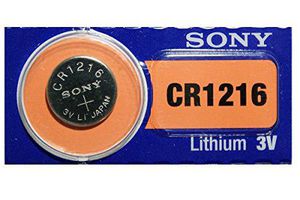 SONY
CR1216
SONY
+
3V LI JAPAN
CR1216
Lithium 3V